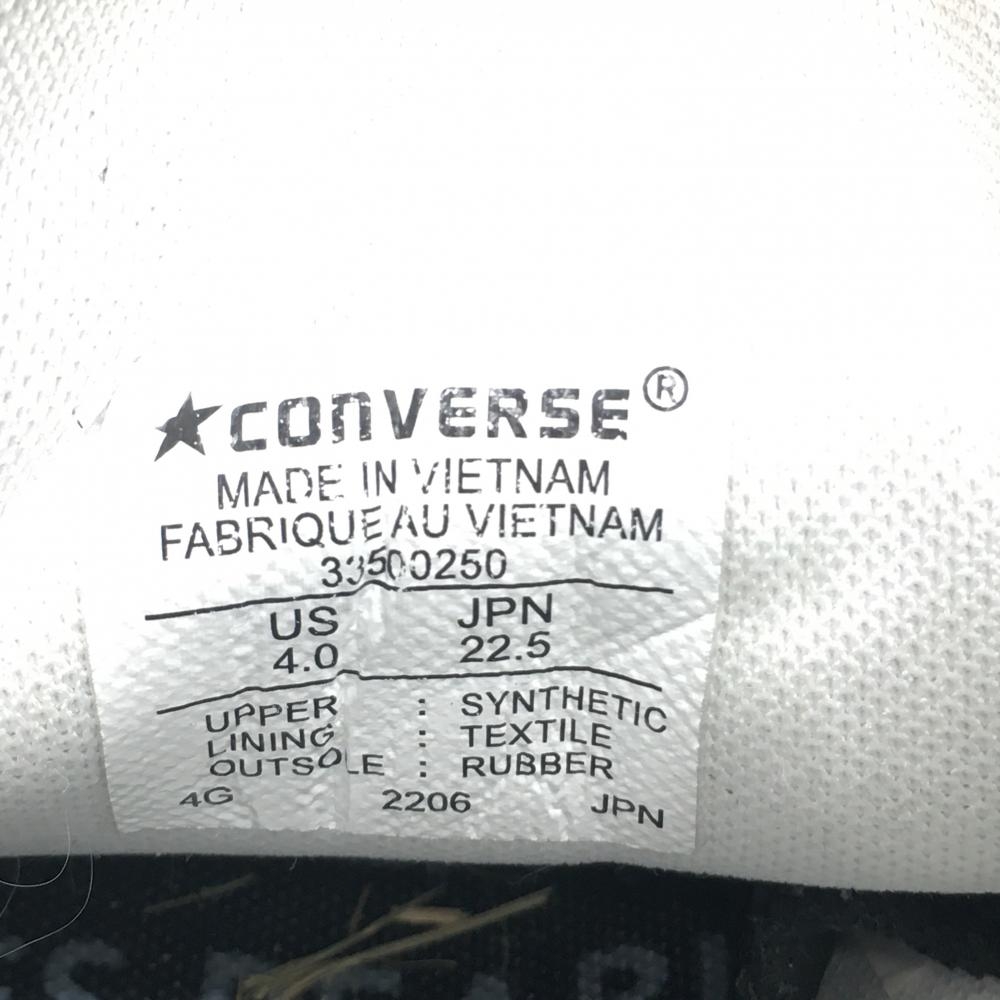 ★CONVERSE®
MADE IN VIETNAM
FABRIQUE AU VIETNAM
33500250
US JPN
4.0 22.5
UPPER : SYNTHETIC
LINING : TEXTILE
OUTSOLE : RUBBER
4G 2206 JPN